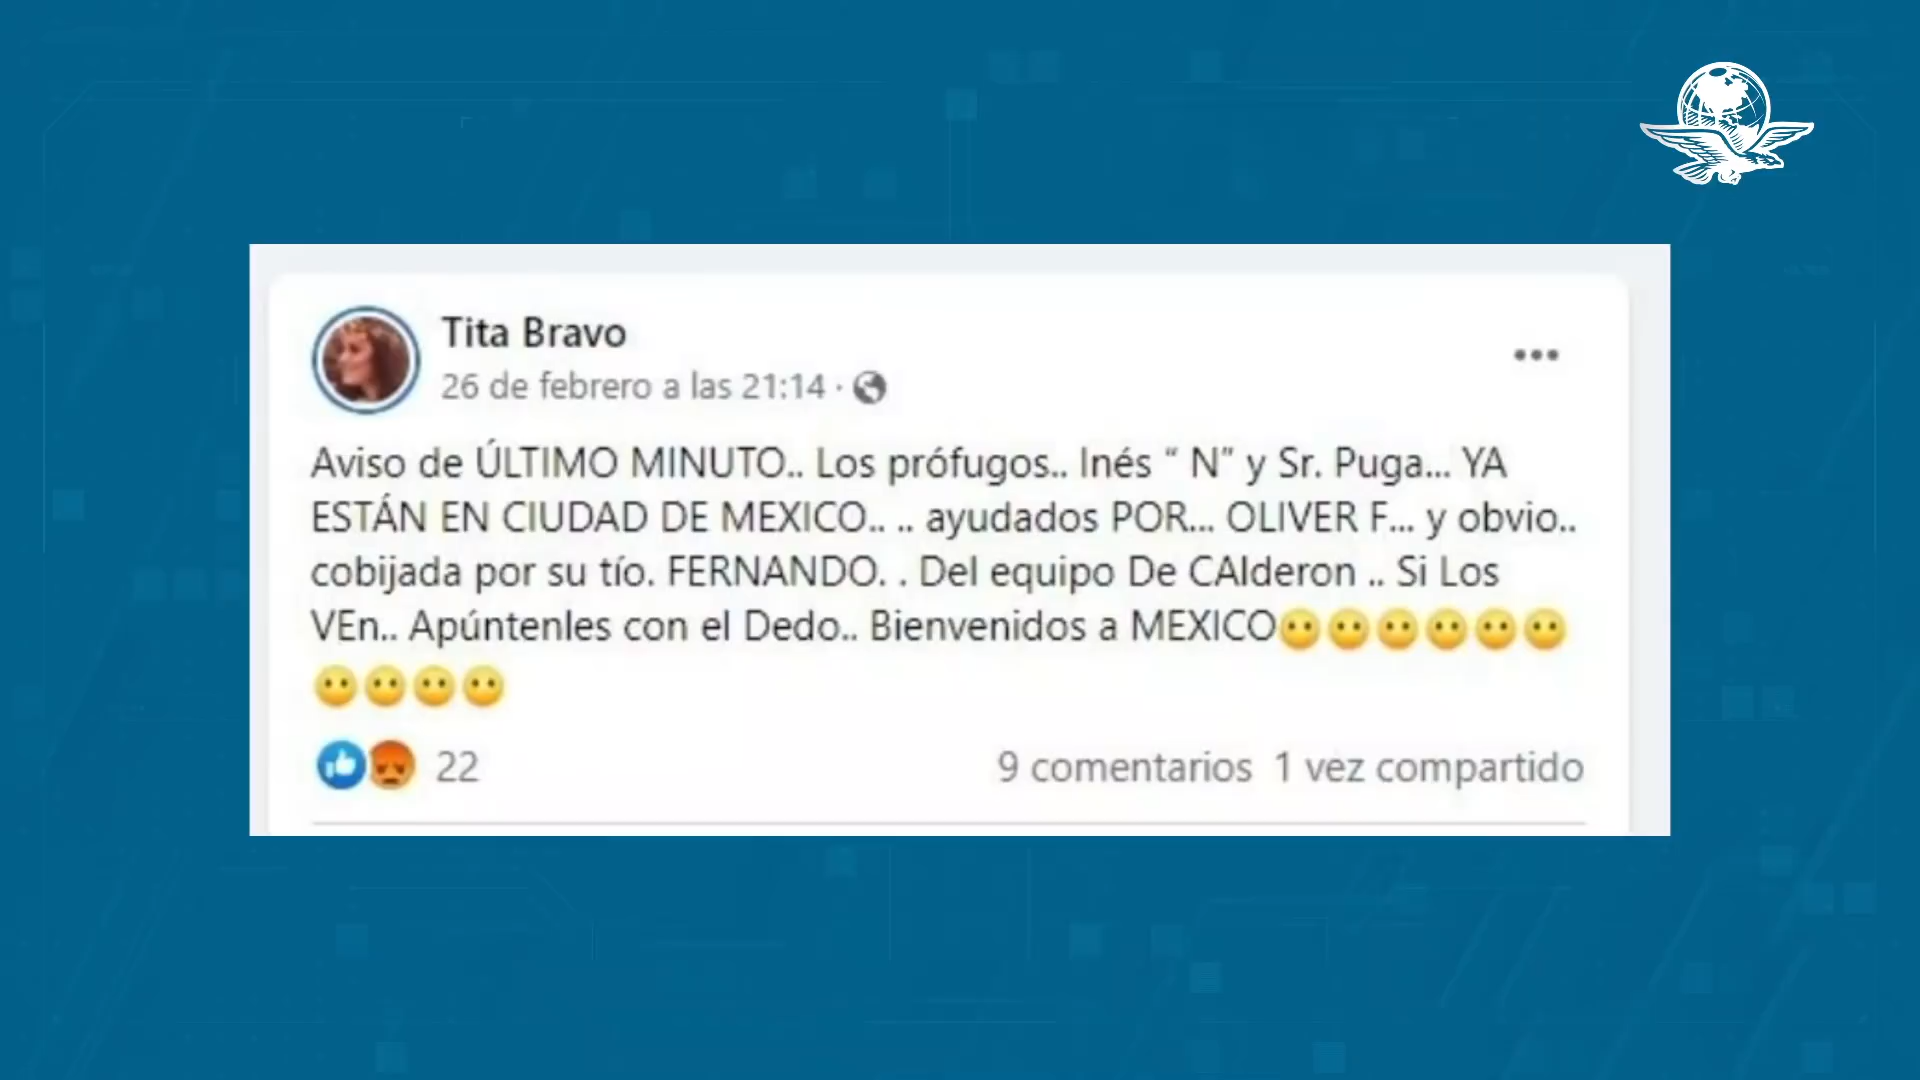 Tita Bravo
26 de febrero a las 21:14 ·
Aviso de ÚLTIMO MINUTO.. Los prófugos.. Inés “ N” y Sr. Puga... YA
ESTÁN EN CIUDAD DE MEXICO.. .. ayudados POR... OLIVER F... y obvio..
cobijada por su tío. FERNANDO. . Del equipo De CAlderon .. Si Los
VEn.. Apúntenles con el Dedo.. Bienvenidos a MEXICO😶😶😶😶😶😶
😶😶😶😶
22 9 comentarios 1 vez compartido